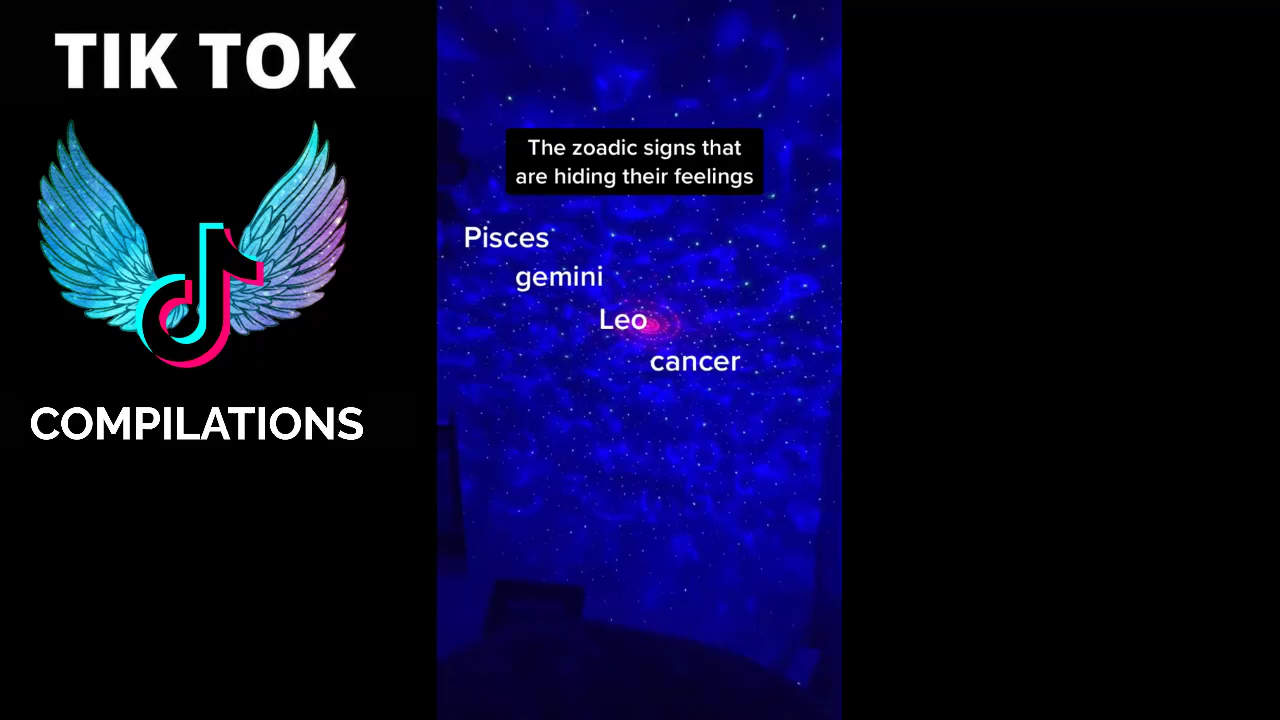 TIK TOK
COMPILATIONS
The zoadic signs that
are hiding their feelings
Pisces
gemini
Leo
cancer